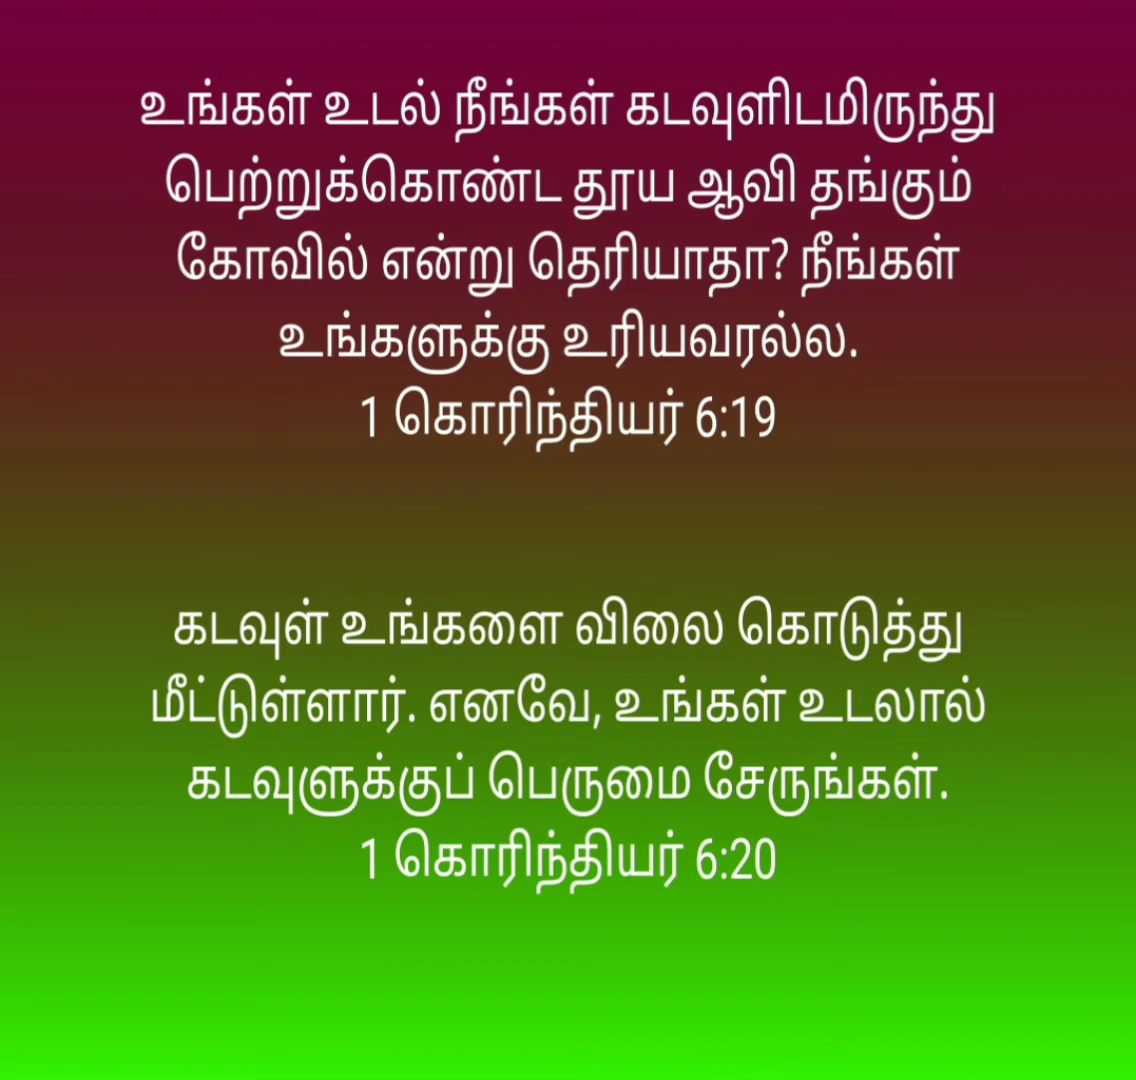 உங்கள் உடல் நீங்கள் கடவுளிடமிருந்து
பெற்றுக்கொண்ட தூய ஆவி தங்கும்
கோவில் என்று தெரியாதா? நீங்கள்
உங்களுக்கு உரியவரல்ல.
1 கொரிந்தியர் 6:19
கடவுள் உங்களை விலை கொடுத்து
மீட்டுள்ளார். எனவே, உங்கள் உடலால்
கடவுளுக்குப் பெருமை சேருங்கள்.
1 கொரிந்தியர் 6:20